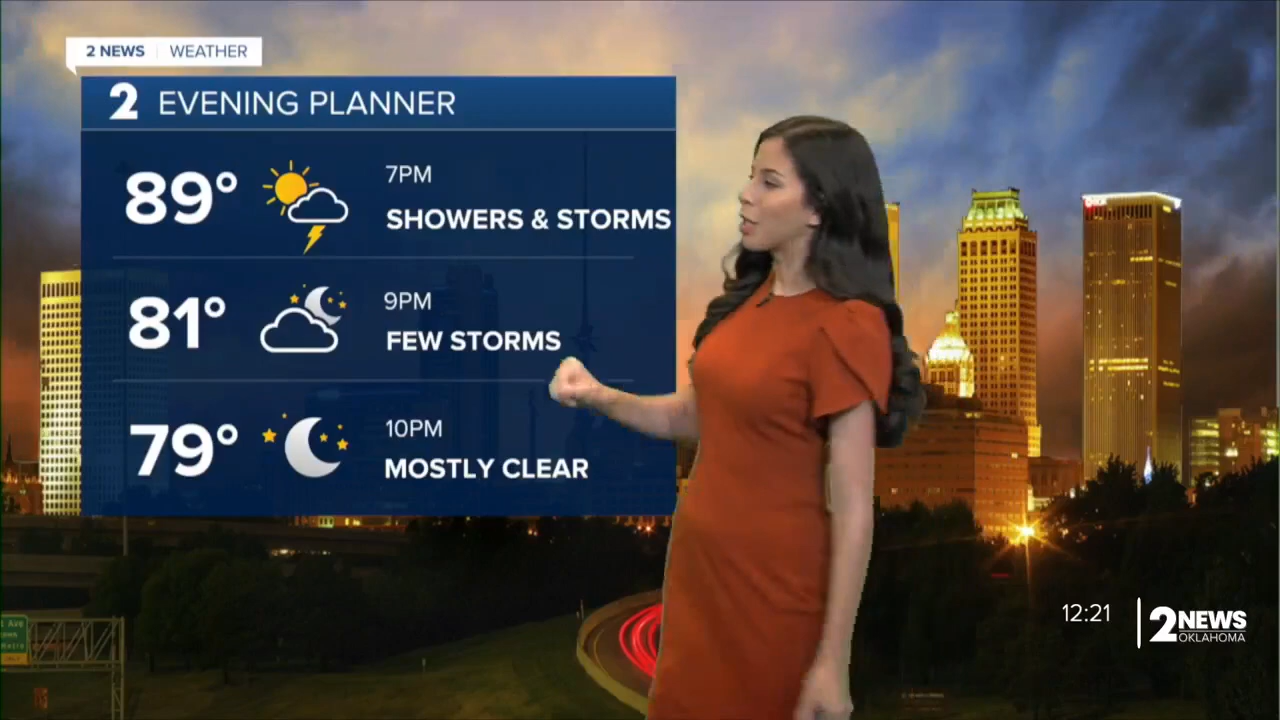 2 NEWS | WEATHER
2 EVENING PLANNER
89°
7PM
SHOWERS & STORMS
81°
9PM
FEW STORMS
79°
10PM
MOSTLY CLEAR
12:21
2NEWS
OKLAHOMA